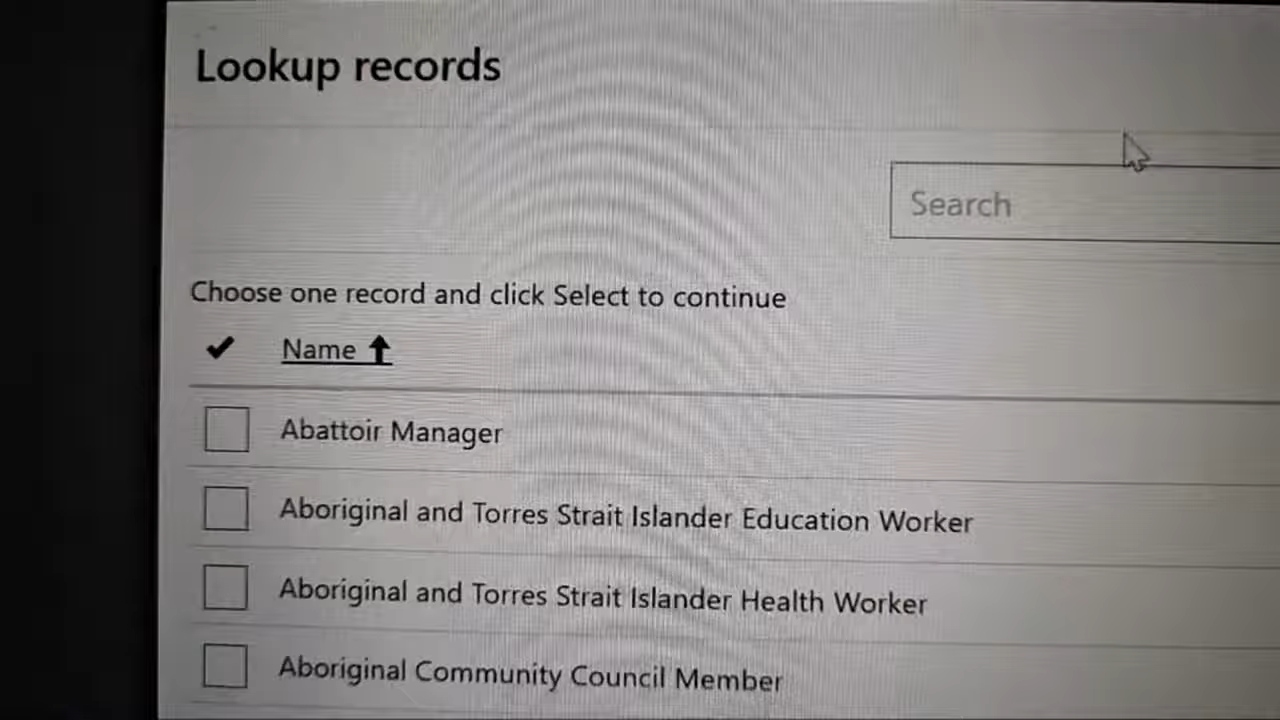 Lookup records
Search
Choose one record and click Select to continue
Name
Abattoir Manager
Aboriginal and Torres Strait Islander Education Worker
Aboriginal and Torres Strait Islander Health Worker
Aboriginal Community Council Member